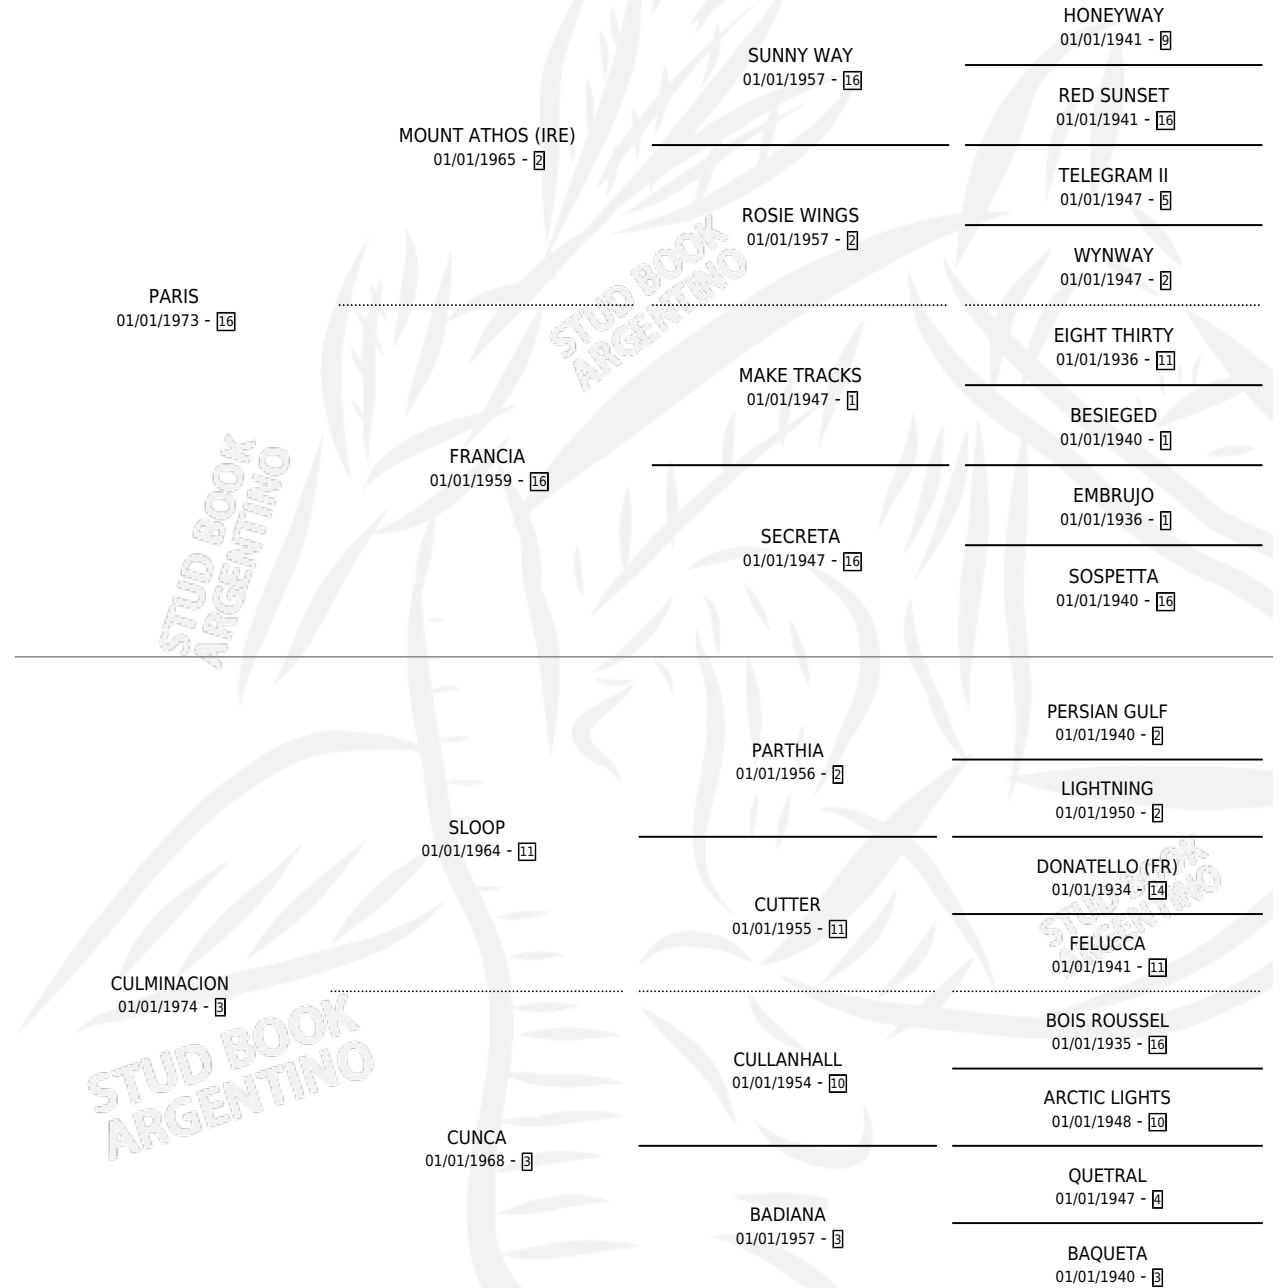 HONEYWAY
01/01/1941 - 9
SUNNY WAY
01/01/1957 - 16
RED SUNSET
01/01/1941 - 16
MOUNT ATHOS (IRE)
01/01/1965 - 2
TELEGRAM II
01/01/1947 - 5
ROSIE WINGS
01/01/1957 - 2
WYNWAY
01/01/1947 - 2
PARIS
01/01/1973 - 16
STUD BOOK
ARGENTINO
EIGHT THIRTY
01/01/1936 - 11
MAKE TRACKS
01/01/1947 - 1
BESIEGED
01/01/1940 - 1
FRANCIA
01/01/1959 - 16
EMBRUJO
01/01/1936 - 1
SECRETA
01/01/1947 - 16
SOSPETTA
01/01/1940 - 16
STUD BOOK
ARGENTINO
PERSIAN GULF
01/01/1940 - 2
PARTHIA
01/01/1956 - 2
LIGHTNING
01/01/1950 - 2
SLOOP
01/01/1964 - 11
DONATELLO (FR)
01/01/1934 - 14
CUTTER
01/01/1955 - 11
FELUCCA
01/01/1941 - 11
STUD BOOK
ARGENTINO
CULMINACION
01/01/1974 - 3
BOIS ROUSSEL
01/01/1935 - 16
CULLANHALL
01/01/1954 - 10
ARCTIC LIGHTS
01/01/1948 - 10
STUD BOOK
ARGENTINO
CUNCA
01/01/1968 - 3
QUETRAL
01/01/1947 - 4
BADIANA
01/01/1957 - 3
BAQUETA
01/01/1940 - 3